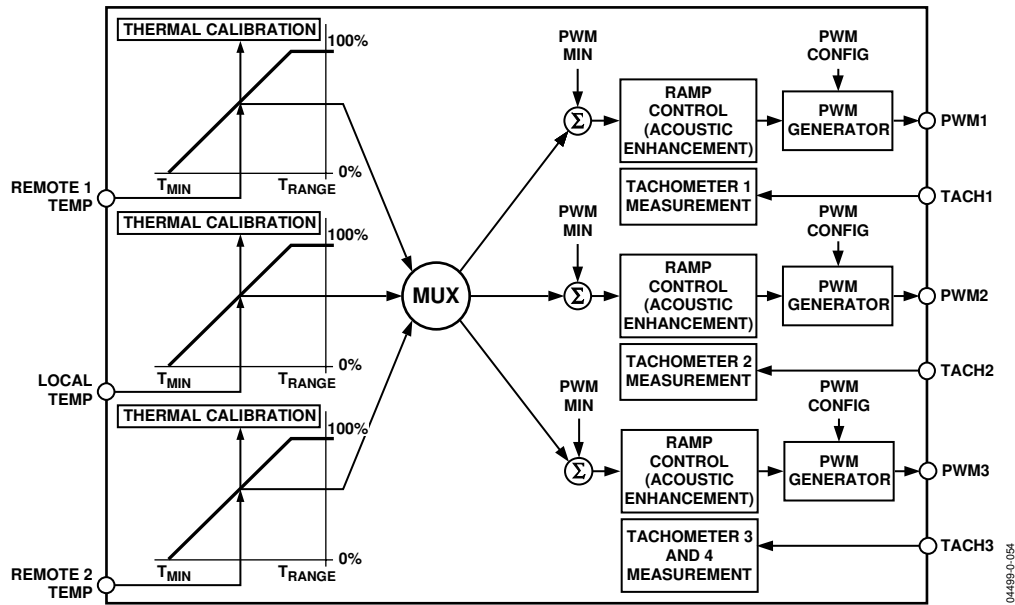 THERMAL CALIBRATION
100%
0%
TMIN
TRANGE
REMOTE 1
TEMP
THERMAL CALIBRATION
100%
0%
TMIN
TRANGE
LOCAL
TEMP
THERMAL CALIBRATION
100%
0%
TMIN
TRANGE
REMOTE 2
TEMP
MUX
PWM
MIN
Σ
RAMP
CONTROL
(ACOUSTIC
ENHANCEMENT)
PWM
CONFIG
PWM
GENERATOR
PWM1
TACHOMETER 1
MEASUREMENT
TACH1
PWM
MIN
Σ
RAMP
CONTROL
(ACOUSTIC
ENHANCEMENT)
PWM
CONFIG
PWM
GENERATOR
PWM2
TACHOMETER 2
MEASUREMENT
TACH2
PWM
MIN
Σ
RAMP
CONTROL
(ACOUSTIC
ENHANCEMENT)
PWM
CONFIG
PWM
GENERATOR
PWM3
TACHOMETER 3
AND 4
MEASUREMENT
TACH3
04499-0-054